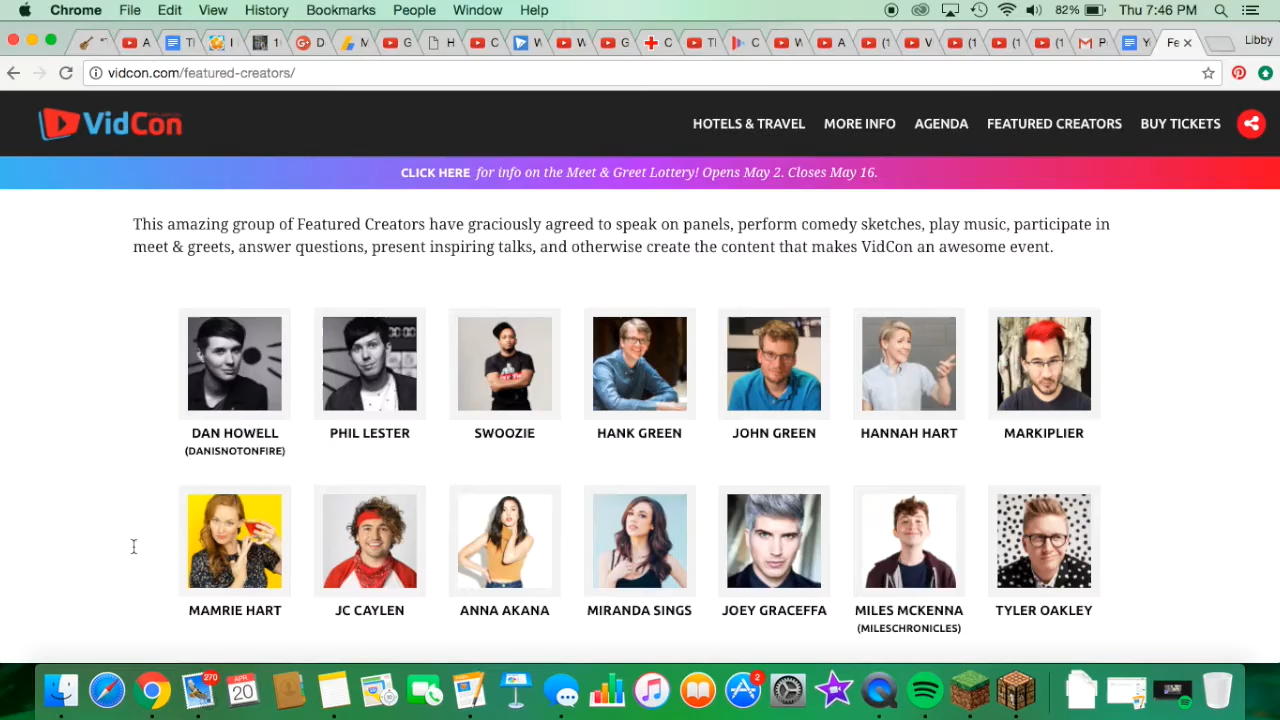 Chrome File Edit View History Bookmarks People Window Help 82% Thu 7:46 PM
Libby
vidcon.com/featured-creators/
VidCon HOTELS & TRAVEL MORE INFO AGENDA FEATURED CREATORS BUY TICKETS
CLICK HERE for info on the Meet & Greet Lottery! Opens May 2. Closes May 16.
This amazing group of Featured Creators have graciously agreed to speak on panels, perform comedy sketches, play music, participate in
meet & greets, answer questions, present inspiring talks, and otherwise create the content that makes VidCon an awesome event.
DAN HOWELL PHIL LESTER SWOOZIE HANK GREEN JOHN GREEN HANNAH HART MARKIPLIER
(DANISNOTONFIRE)
MAMRIE HART JC CAYLEN ANNA AKANA MIRANDA SINGS JOEY GRACEFFA MILES MCKENNA TYLER OAKLEY
(MILESCHRONICLES)
270 APR 20 2